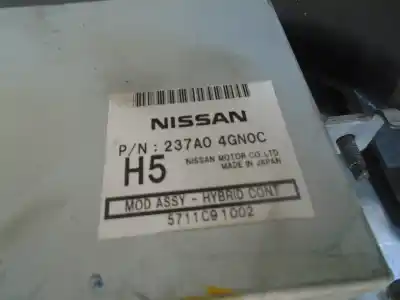 NISSAN
P/N : 237A0 4GN0C
H5 NISSAN MOTOR CO.,LTD.
MADE IN JAPAN
MOD ASSY - HYBRID CONT
5711C91002